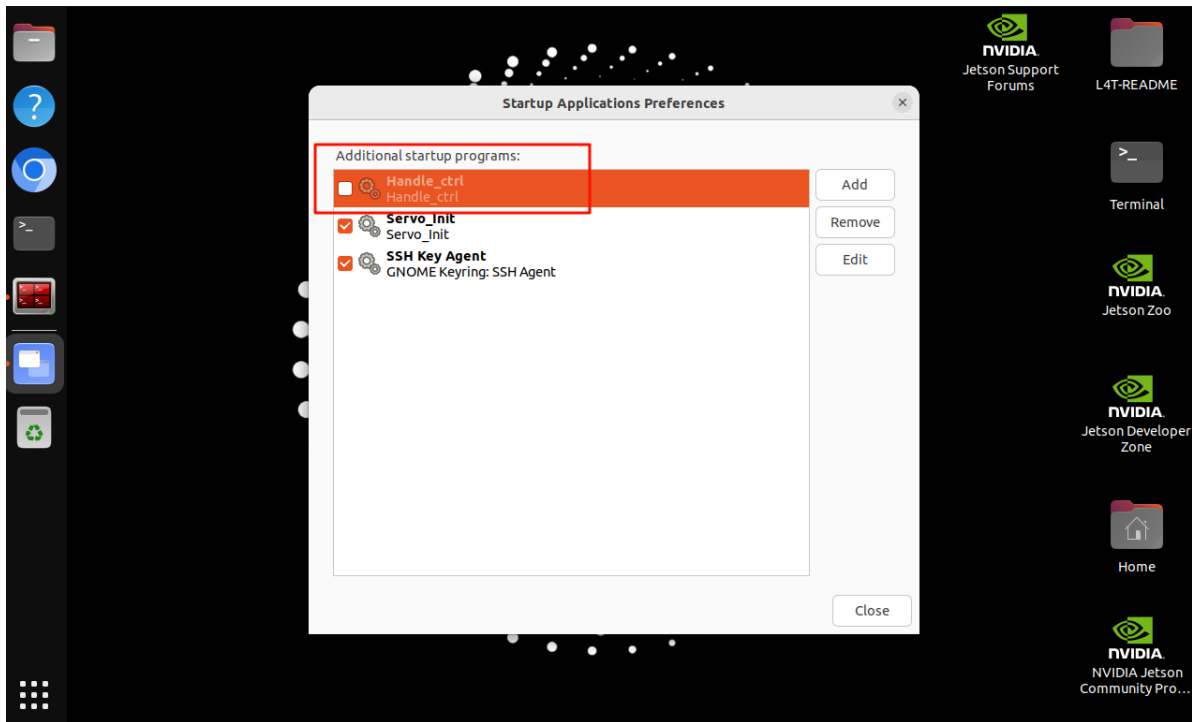 NVIDIA.
Jetson Support
Forums
L4T-README
Startup Applications Preferences
Additional startup programs:
Handle_ctrl
Handle_ctrl
Servo_Init
Servo_Init
SSH Key Agent
GNOME Keyring: SSH Agent
Add
Remove
Edit
Close
>_
Terminal
NVIDIA.
Jetson Zoo
NVIDIA.
Jetson Developer
Zone
Home
NVIDIA.
NVIDIA Jetson
Community Pro...
?
>_